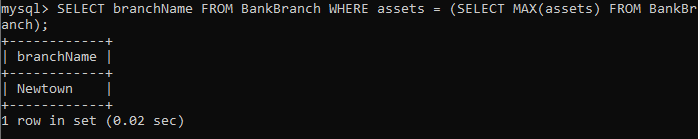 mysql> SELECT branchName FROM BankBranch WHERE assets = (SELECT MAX(assets) FROM BankBr
anch);
+------------+
| branchName |
+------------+
| Newtown    |
+------------+
1 row in set (0.02 sec)